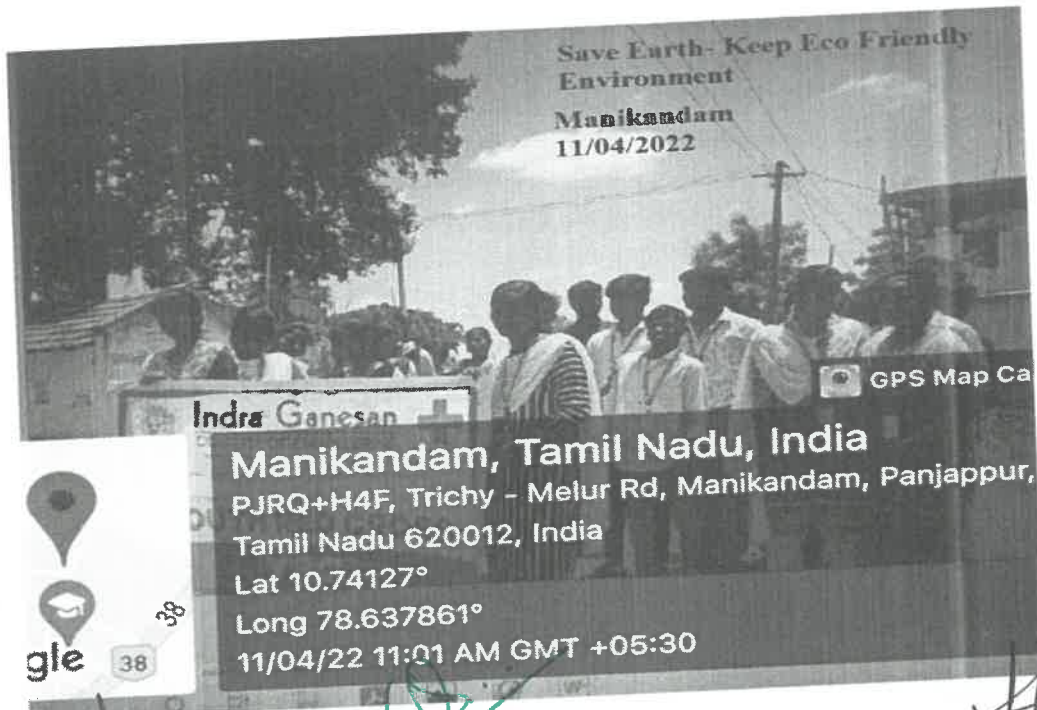 Save Earth- Keep Eco Friendly
Environment
Manikandam
11/04/2022
GPS Map Ca
Indra Ganesan
Manikandam, Tamil Nadu, India
PJRQ+H4F, Trichy - Melur Rd, Manikandam, Panjappur,
Tamil Nadu 620012, India
Lat 10.74127°
Long 78.637861°
11/04/22 11:01 AM GMT +05:30
38
gle
38